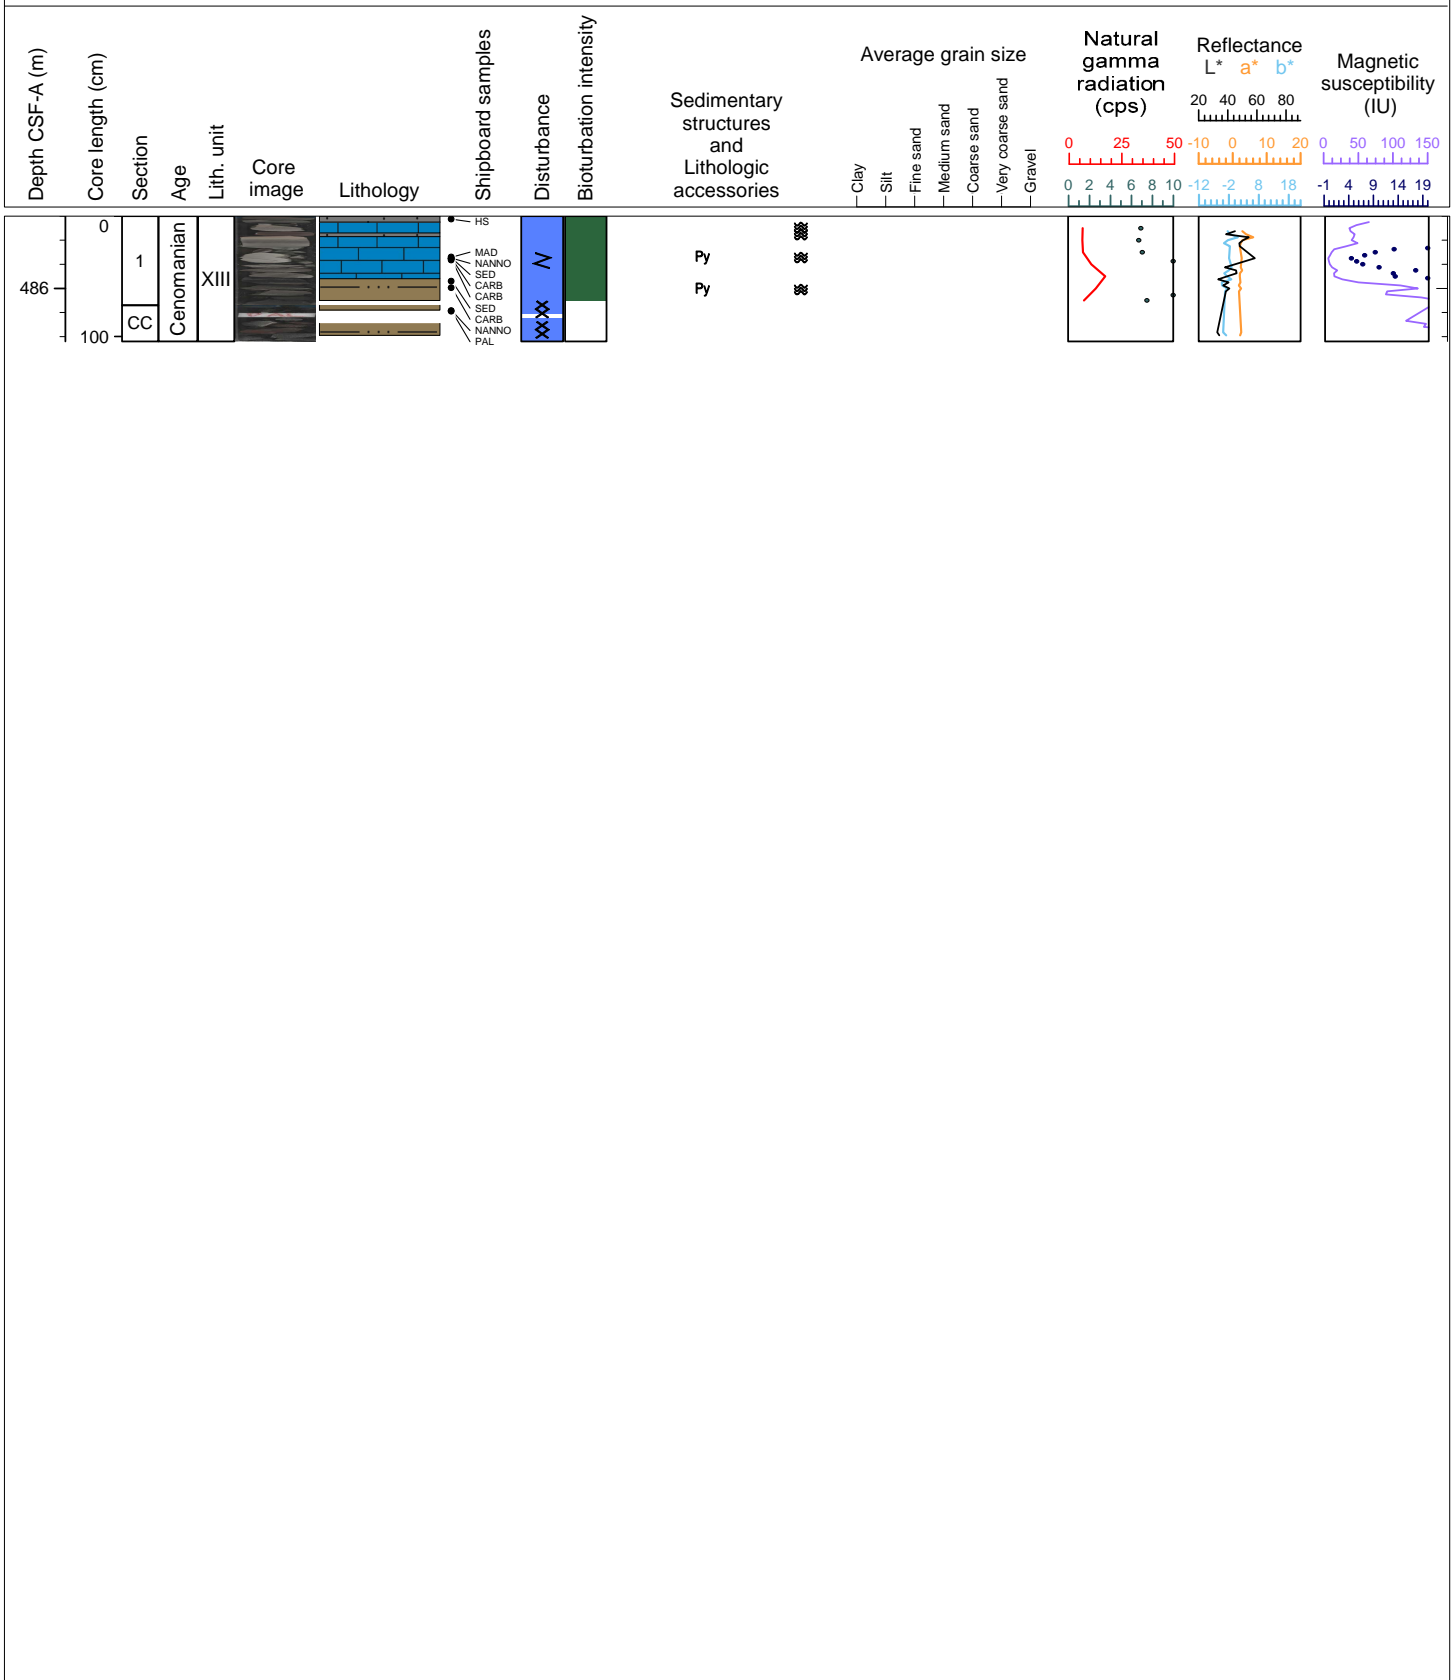 Depth CSF-A (m)
Core length (cm)
Section
Age
Lith. unit
Core
image
Lithology
Shipboard samples
Disturbance
Bioturbation intensity
Sedimentary
structures
and
Lithologic
accessories
Average grain size
Clay
Silt
Fine sand
Medium sand
Coarse sand
Very coarse sand
Gravel
Natural
gamma
radiation
(cps)
0 25 50
0 2 4 6 8 10
Reflectance
L* a* b*
20 40 60 80
-10 0 10 20
-12 -2 8 18
Magnetic
susceptibility
(IU)
0 50 100 150
-1 4 9 14 19
486
0
100
1
CC
Cenomanian
XIII
HS
MAD
NANNO
SED
CARB
CARB
SED
CARB
NANNO
PAL
Py
Py